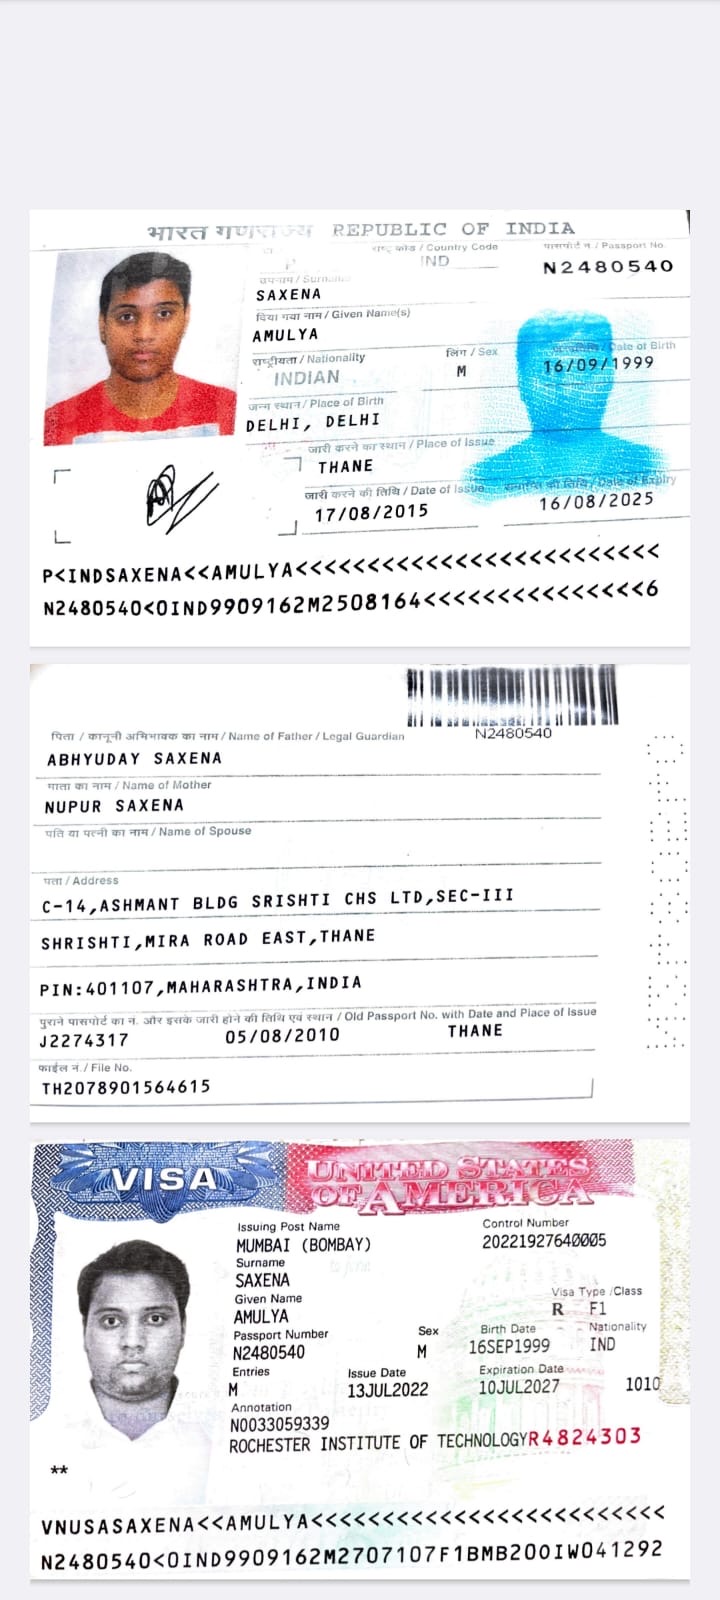 भारत गणराज्य REPUBLIC OF INDIA
राष्ट्र कोड / Country Code
पासपोर्ट न. / Passport No.
P
IND
N2480540
उपनाम / Surname
SAXENA
दिया गया नाम / Given Name(s)
AMULYA
राष्ट्रीयता / Nationality
लिंग / Sex
Date of Birth
INDIAN
M
16/09/1999
जन्म स्थान / Place of Birth
DELHI, DELHI
जारी करने का स्थान / Place of Issue
THANE
जारी करने की तिथि / Date of Issue
समाप्ति की तिथि / Date of Expiry
17/08/2015
16/08/2025
P<INDSAXENA<<AMULYA<<<<<<<<<<<<<<<<<<<<<<<<<
N2480540<0IND9909162M2508164<<<<<<<<<<<<<<<6
पिता / कानूनी अभिभावक का नाम / Name of Father / Legal Guardian
N2480540
ABHYUDAY SAXENA
माता का नाम / Name of Mother
NUPUR SAXENA
पति या पत्नी का नाम / Name of Spouse
पता / Address
C-14,ASHMANT BLDG SRISHTI CHS LTD,SEC-III
SHRISHTI,MIRA ROAD EAST,THANE
PIN:401107,MAHARASHTRA,INDIA
पुराने पासपोर्ट का न. और इसके जारी होने की तिथि एवं स्थान / Old Passport No. with Date and Place of Issue
J2274317 05/08/2010 THANE
फाईल न. / File No.
TH2078901564615
VISA UNITED STATES
OF AMERICA
Issuing Post Name
Control Number
MUMBAI (BOMBAY)
20221927640005
Surname
SAXENA
Given Name
Visa Type /Class
AMULYA
R F1
Passport Number
Sex
Birth Date
Nationality
N2480540
M
16SEP1999
IND
Entries
Issue Date
Expiration Date
M
13JUL2022
10JUL2027
1010
Annotation
N0033059339
ROCHESTER INSTITUTE OF TECHNOLOGY R4824303
**
VNUSASAXENA<<AMULYA<<<<<<<<<<<<<<<<<<<<<<<<<
N2480540<0IND9909162M2707107F1BMB20OIW041292